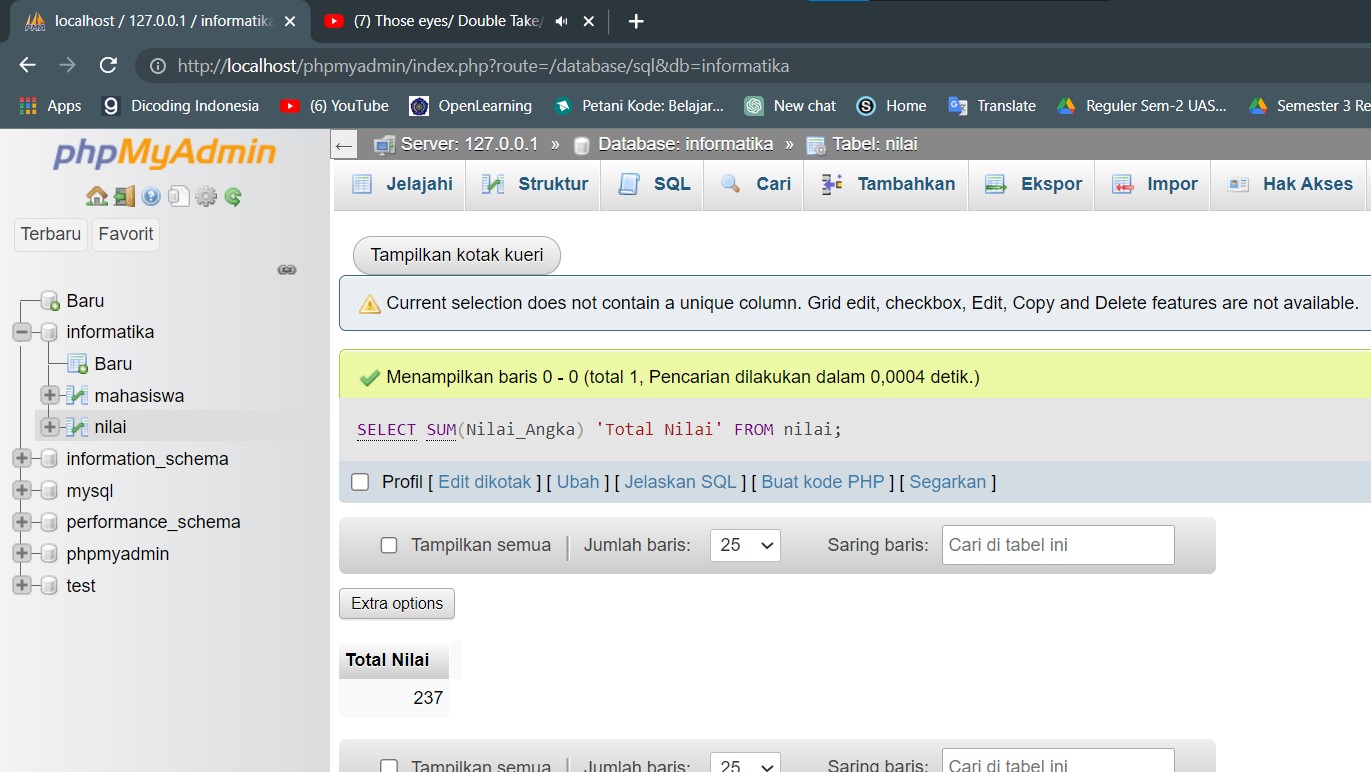 localhost / 127.0.0.1 / informatika
(7) Those eyes/ Double Take/
http://localhost/phpmyadmin/index.php?route=/database/sql&db=informatika
Apps Dicoding Indonesia (6) YouTube OpenLearning Petani Kode: Belajar... New chat Home Translate Reguler Sem-2 UAS... Semester 3 Re
phpMyAdmin
Terbaru Favorit
Baru
informatika
Baru
mahasiswa
nilai
information_schema
mysql
performance_schema
phpmyadmin
test
Server: 127.0.0.1 » Database: informatika » Tabel: nilai
Jelajahi Struktur SQL Cari Tambahkan Ekspor Impor Hak Akses
Tampilkan kotak kueri
Current selection does not contain a unique column. Grid edit, checkbox, Edit, Copy and Delete features are not available.
Menampilkan baris 0 - 0 (total 1, Pencarian dilakukan dalam 0,0004 detik.)
SELECT SUM(Nilai_Angka) 'Total Nilai' FROM nilai;
Profil [ Edit dikotak ] [ Ubah ] [ Jelaskan SQL ] [ Buat kode PHP ] [ Segarkan ]
Tampilkan semua | Jumlah baris: 25 Saring baris: Cari di tabel ini
Extra options
Total Nilai
237
Tampilkan semua | Jumlah baris: 25 Saring baris: Cari di tabel ini